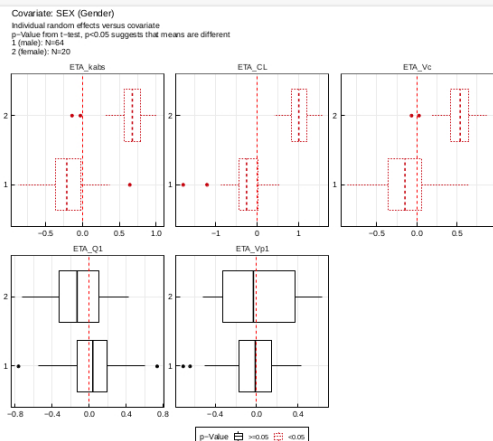 Covariate: SEX (Gender)
Individual random effects versus covariate
p−Value from t−test, p<0.05 suggests that means are different
1 (male): N=64
2 (female): N=20
ETA_kabs
ETA_CL
ETA_Vc
2
2
2
1
1
1
−0.5 0.0 0.5 1.0
−1 0 1
−0.5 0.0 0.5
ETA_Q1
ETA_Vp1
2
2
1
1
−0.8 −0.4 0.0 0.4 0.8
−0.4 0.0 0.4
p−Value >=0.05 <0.05